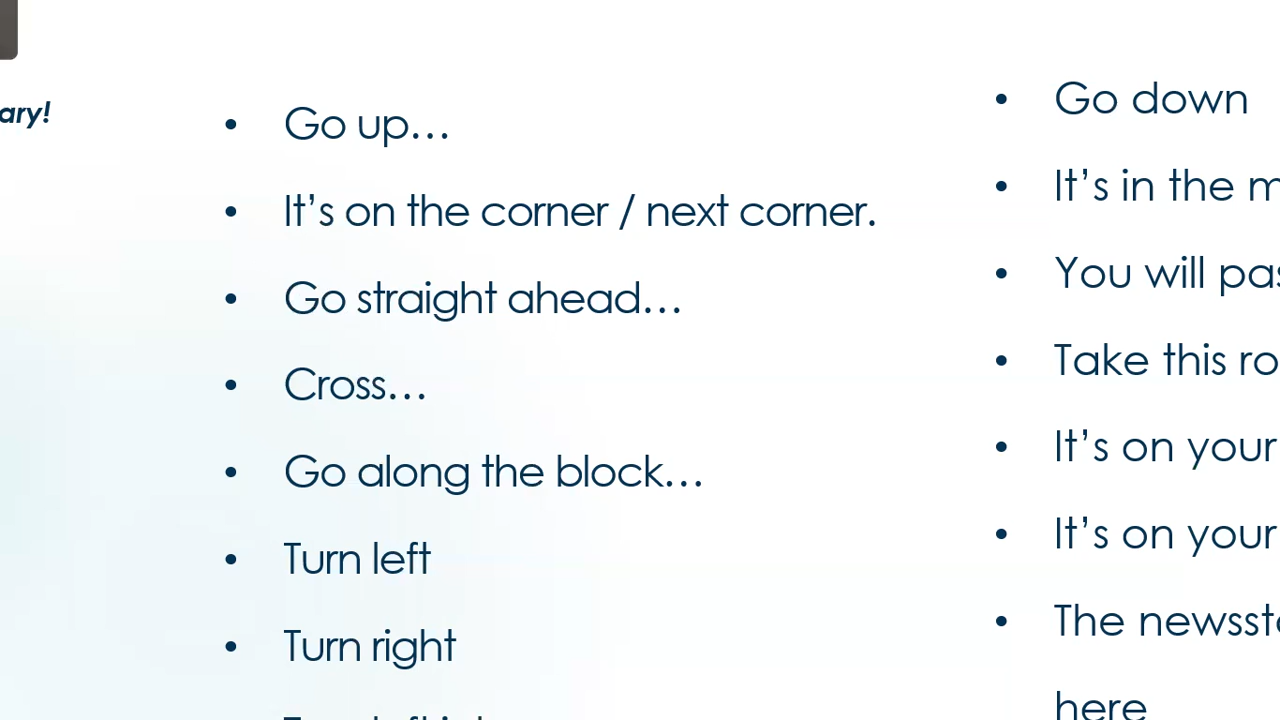 ary!
Go up…
It’s on the corner / next corner.
Go straight ahead…
Cross…
Go along the block…
Turn left
Turn right
Go down
It’s in the
You will
Take this
It’s on your
It’s on your
The
here